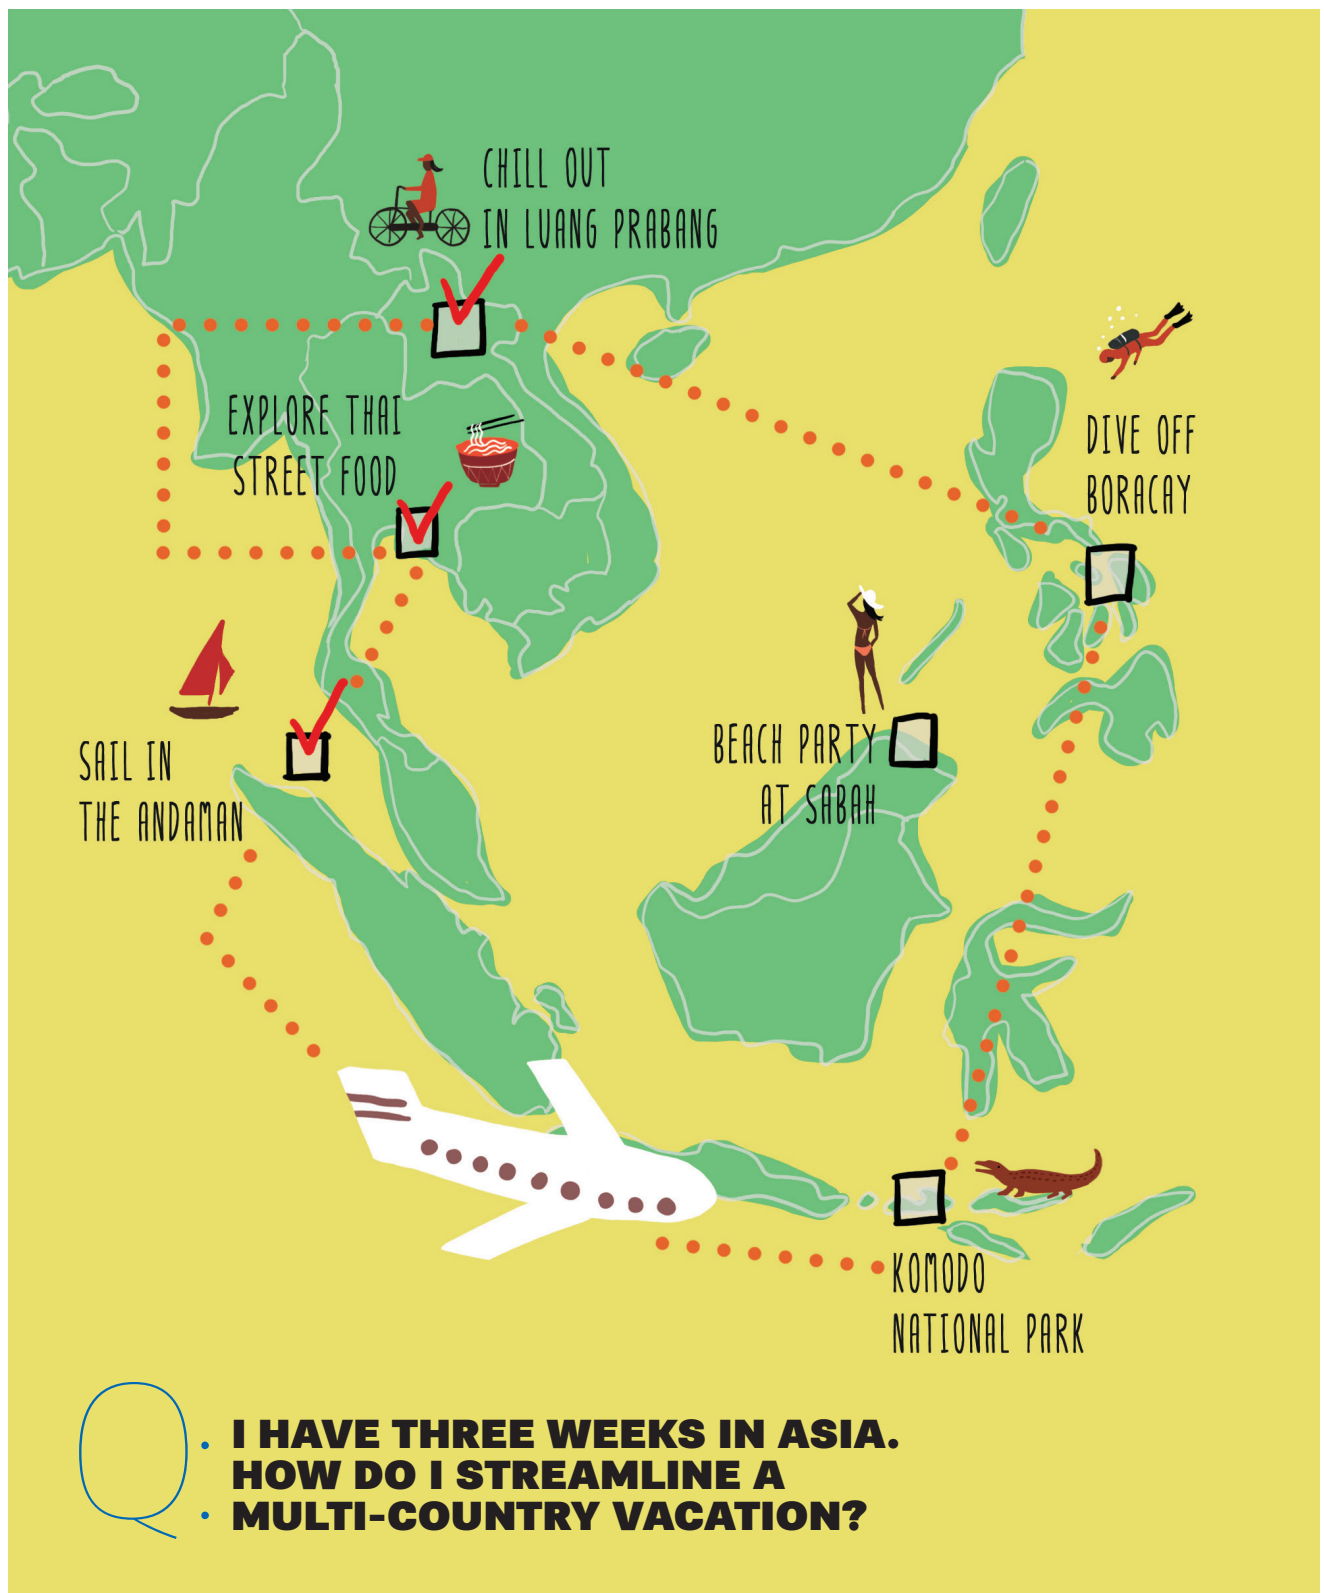 CHILL OUT
IN LUANG PRABANG
EXPLORE THAI
STREET FOOD
DIVE OFF
BORACAY
SAIL IN
THE ANDAMAN
BEACH PARTY
AT SABAH
KOMODO
NATIONAL PARK
Q: I HAVE THREE WEEKS IN ASIA.
HOW DO I STREAMLINE A
MULTI-COUNTRY VACATION?